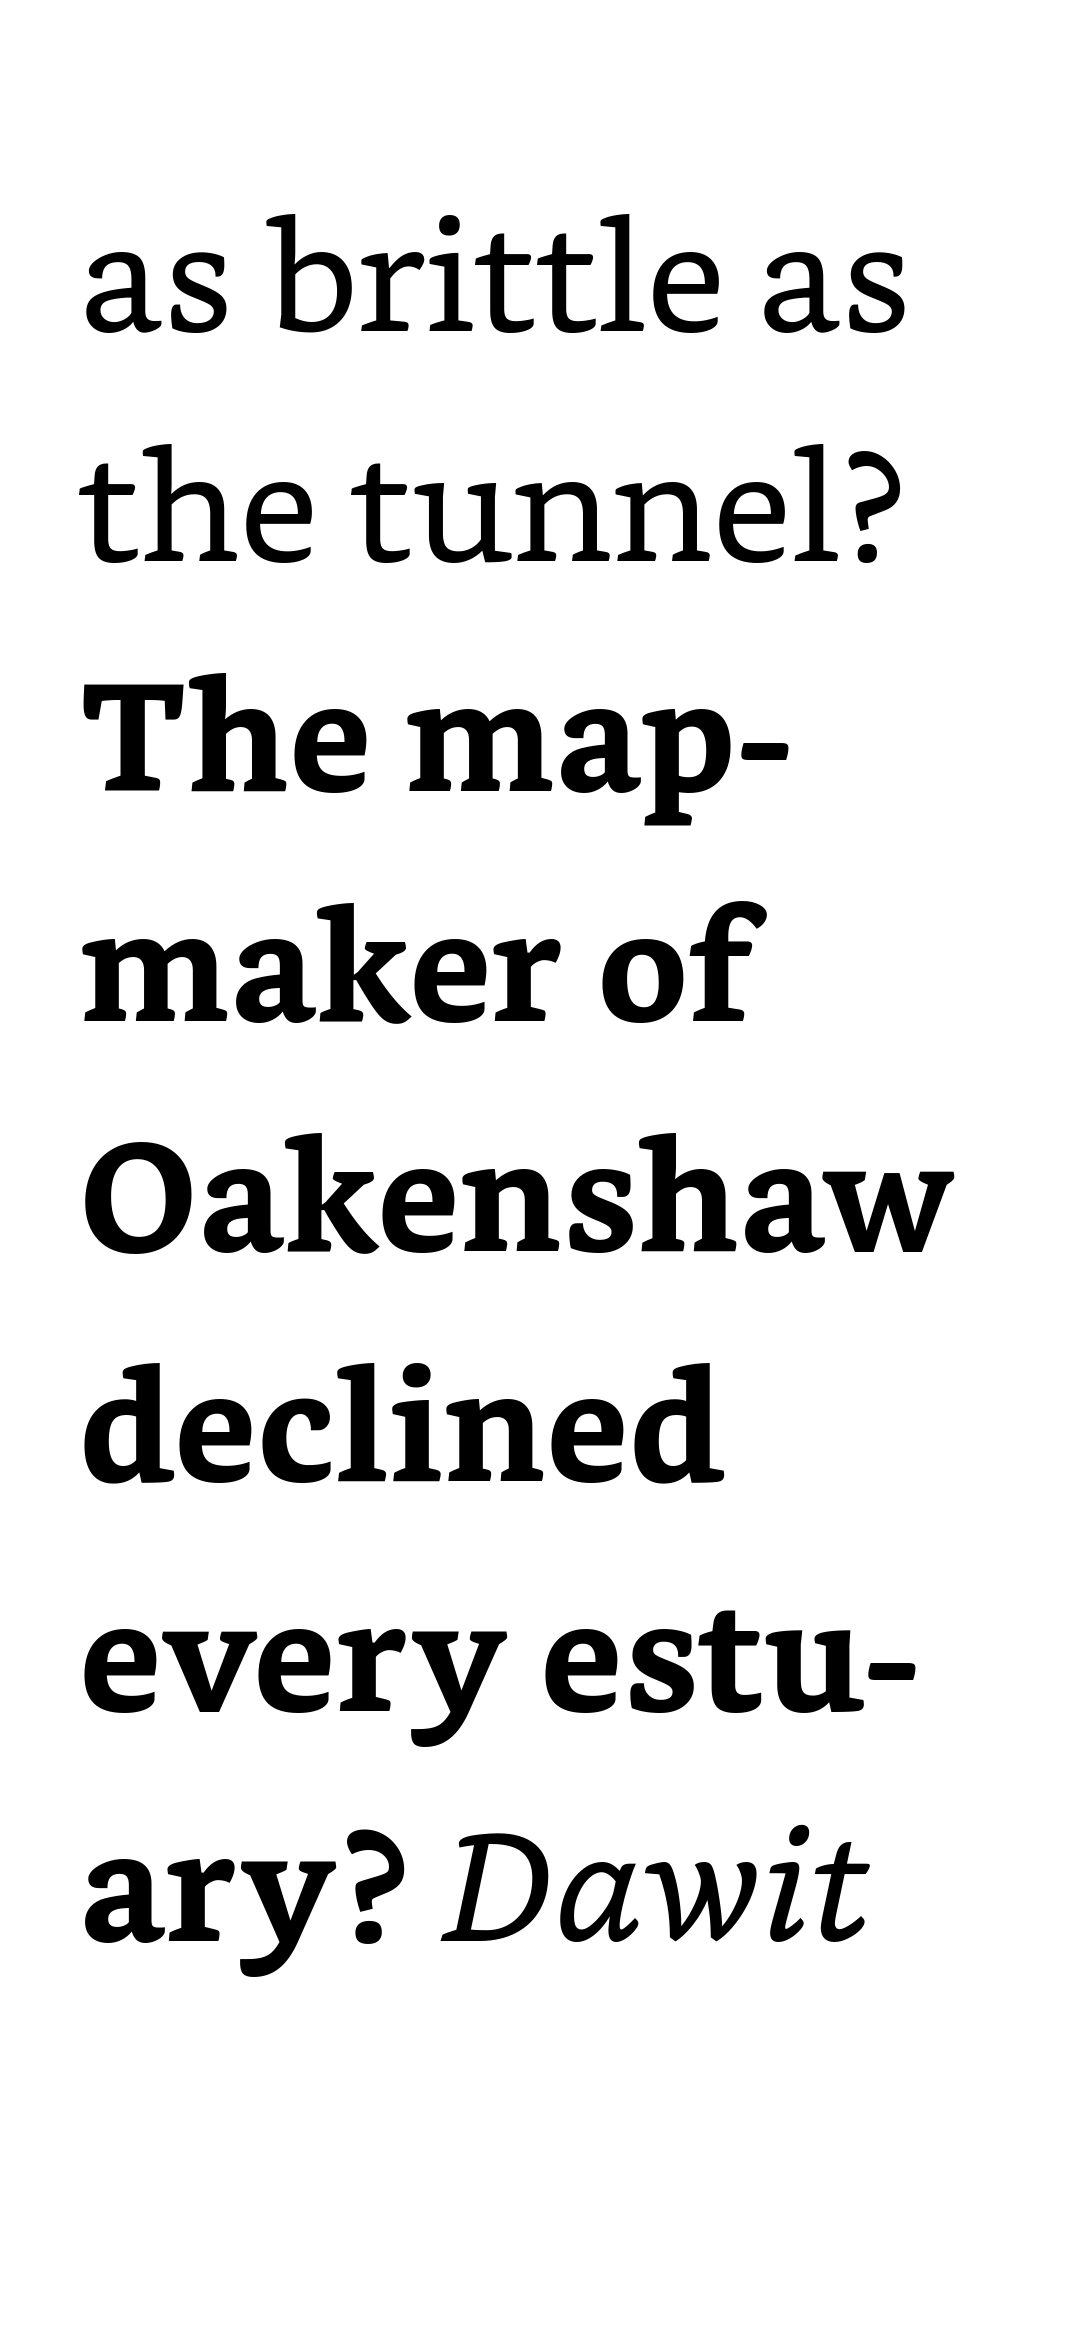 as brittle as
the tunnel?
The map-
maker of
Oakenshaw
declined
every estu-
ary? Dawit